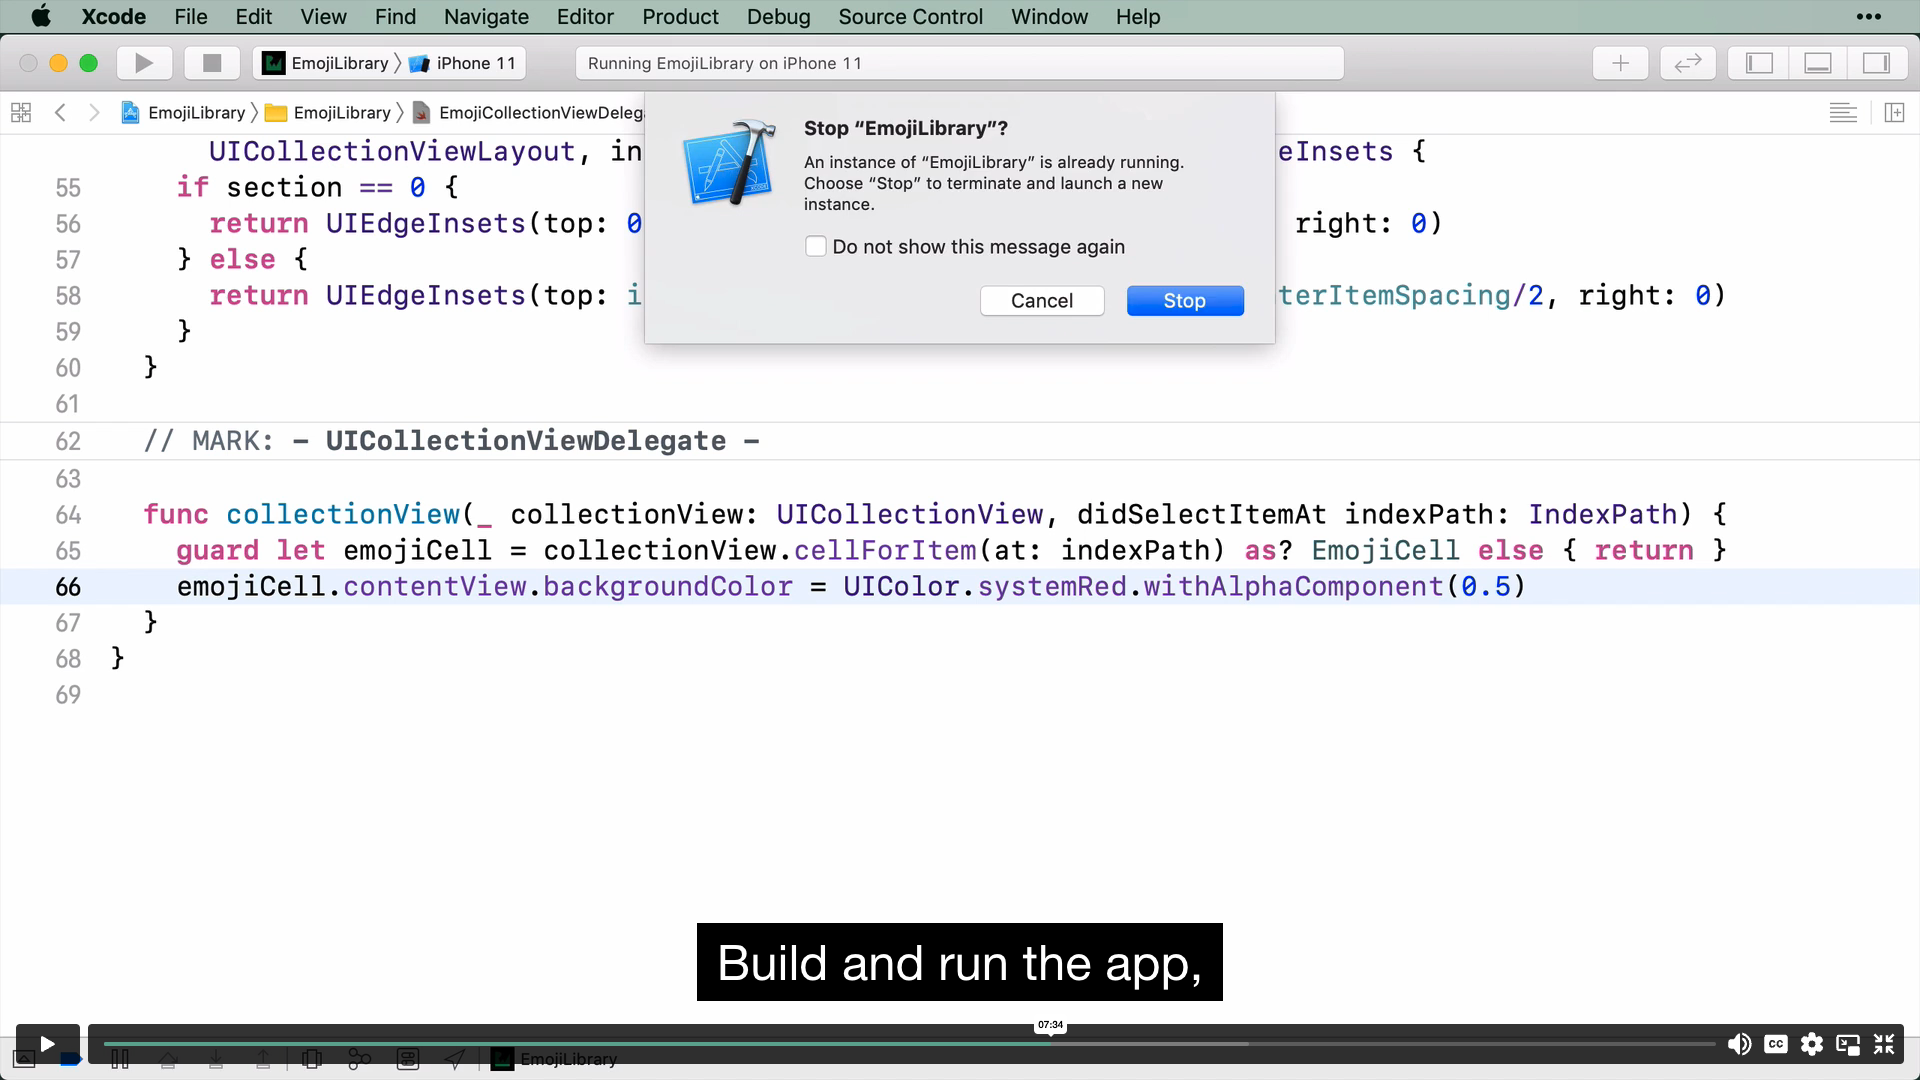 Xcode File Edit View Find Navigate Editor Product Debug Source Control Window Help
EmojiLibrary iPhone 11
Running EmojiLibrary on iPhone 11
EmojiLibrary EmojiLibrary EmojiCollectionViewDeleg
Stop “EmojiLibrary”?
An instance of “EmojiLibrary” is already running.
Choose “Stop” to terminate and launch a new
instance.
Do not show this message again
Cancel Stop
UICollectionViewLayout, in eInsets {
55 if section == 0 {
56 return UIEdgeInsets(top: 0 right: 0)
57 } else {
58 return UIEdgeInsets(top: i terItemSpacing/2, right: 0)
59 }
60 }
61
62 // MARK: - UICollectionViewDelegate -
63
64 func collectionView(_ collectionView: UICollectionView, didSelectItemAt indexPath: IndexPath) {
65 guard let emojiCell = collectionView.cellForItem(at: indexPath) as? EmojiCell else { return }
66 emojiCell.contentView.backgroundColor = UIColor.systemRed.withAlphaComponent(0.5)
67 }
68 }
69
Build and run the app,
07:34
CC
EmojiLibrary